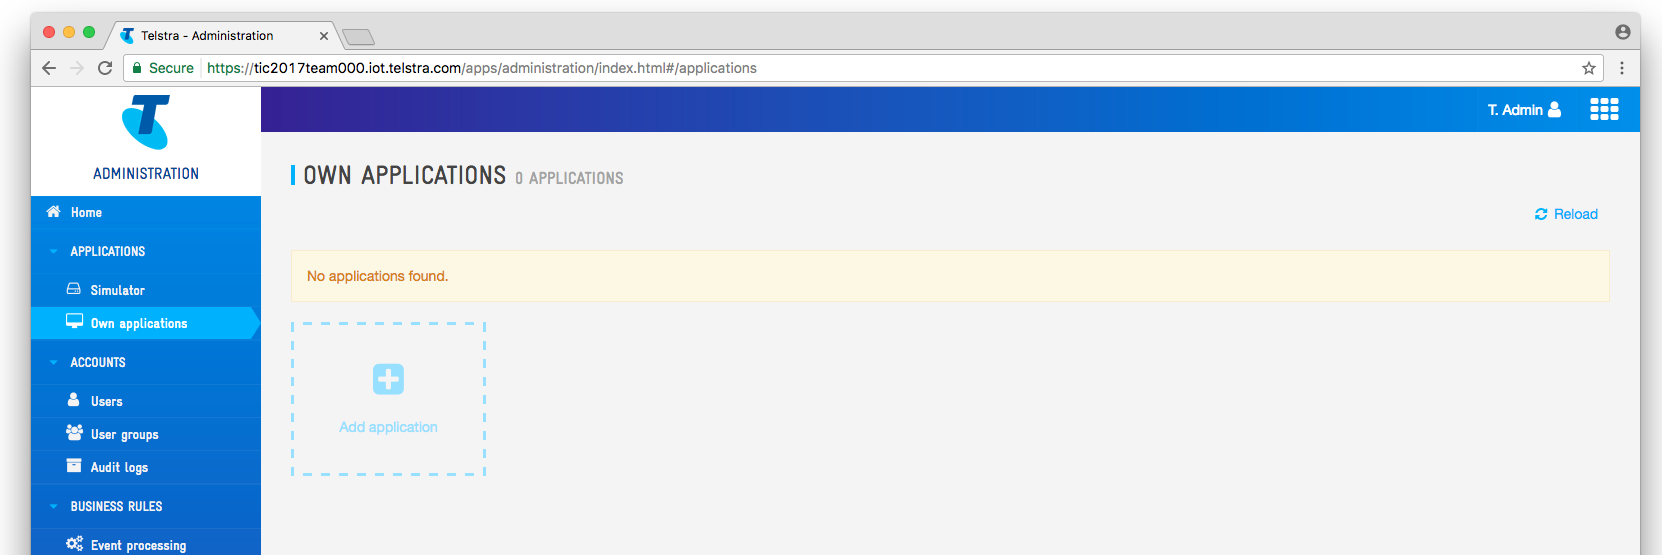 Telstra - Administration
Secure https://tic2017team000.iot.telstra.com/apps/administration/index.html#/applications
T. Admin
ADMINISTRATION
Home
APPLICATIONS
Simulator
Own applications
ACCOUNTS
Users
User groups
Audit logs
BUSINESS RULES
Event processing
OWN APPLICATIONS 0 APPLICATIONS
Reload
No applications found.
Add application